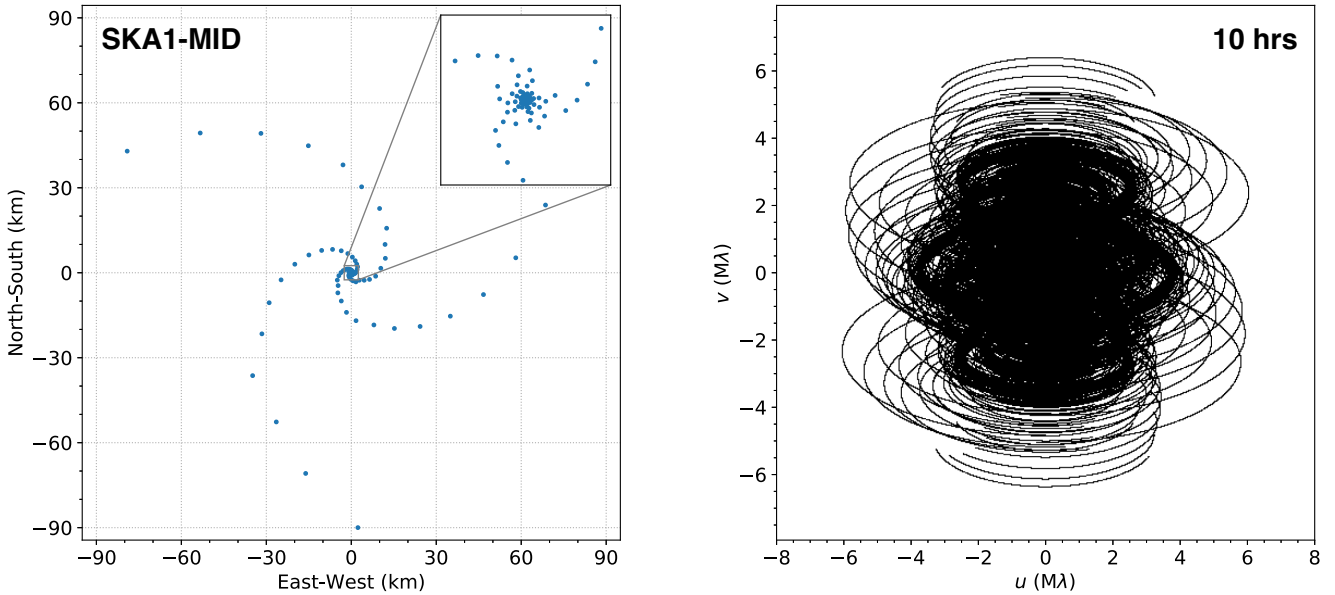 SKA1-MID
90
60
30
0
−30
−60
−90
North-South (km)
−90 −60 −30 0 30 60 90
East-West (km)
10 hrs
6
4
2
0
−2
−4
−6
v (Mλ)
−8 −6 −4 −2 0 2 4 6 8
u (Mλ)